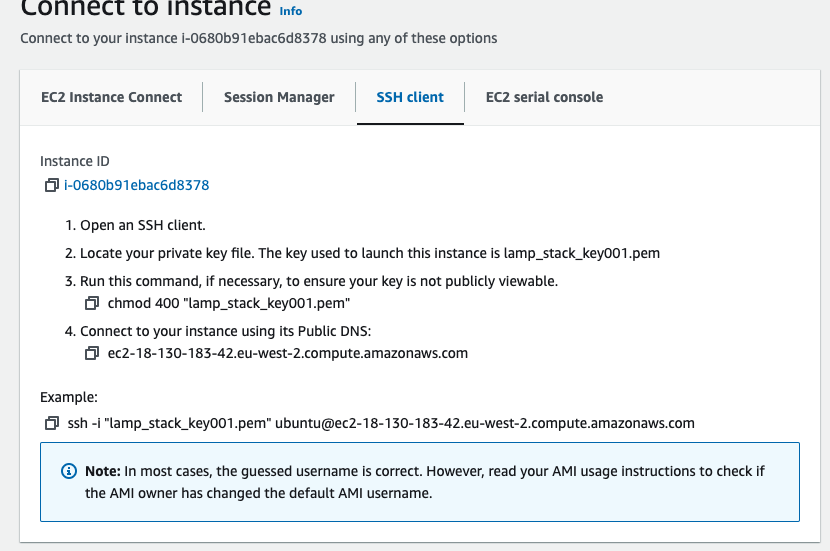 Connect to instance Info
Connect to your instance i-0680b91ebac6d8378 using any of these options
EC2 Instance Connect
Session Manager
SSH client
EC2 serial console
Instance ID
i-0680b91ebac6d8378
1. Open an SSH client.
2. Locate your private key file. The key used to launch this instance is lamp_stack_key001.pem
3. Run this command, if necessary, to ensure your key is not publicly viewable.
chmod 400 "lamp_stack_key001.pem"
4. Connect to your instance using its Public DNS:
ec2-18-130-183-42.eu-west-2.compute.amazonaws.com
Example:
ssh -i "lamp_stack_key001.pem" ubuntu@ec2-18-130-183-42.eu-west-2.compute.amazonaws.com
Note: In most cases, the guessed username is correct. However, read your AMI usage instructions to check if
the AMI owner has changed the default AMI username.